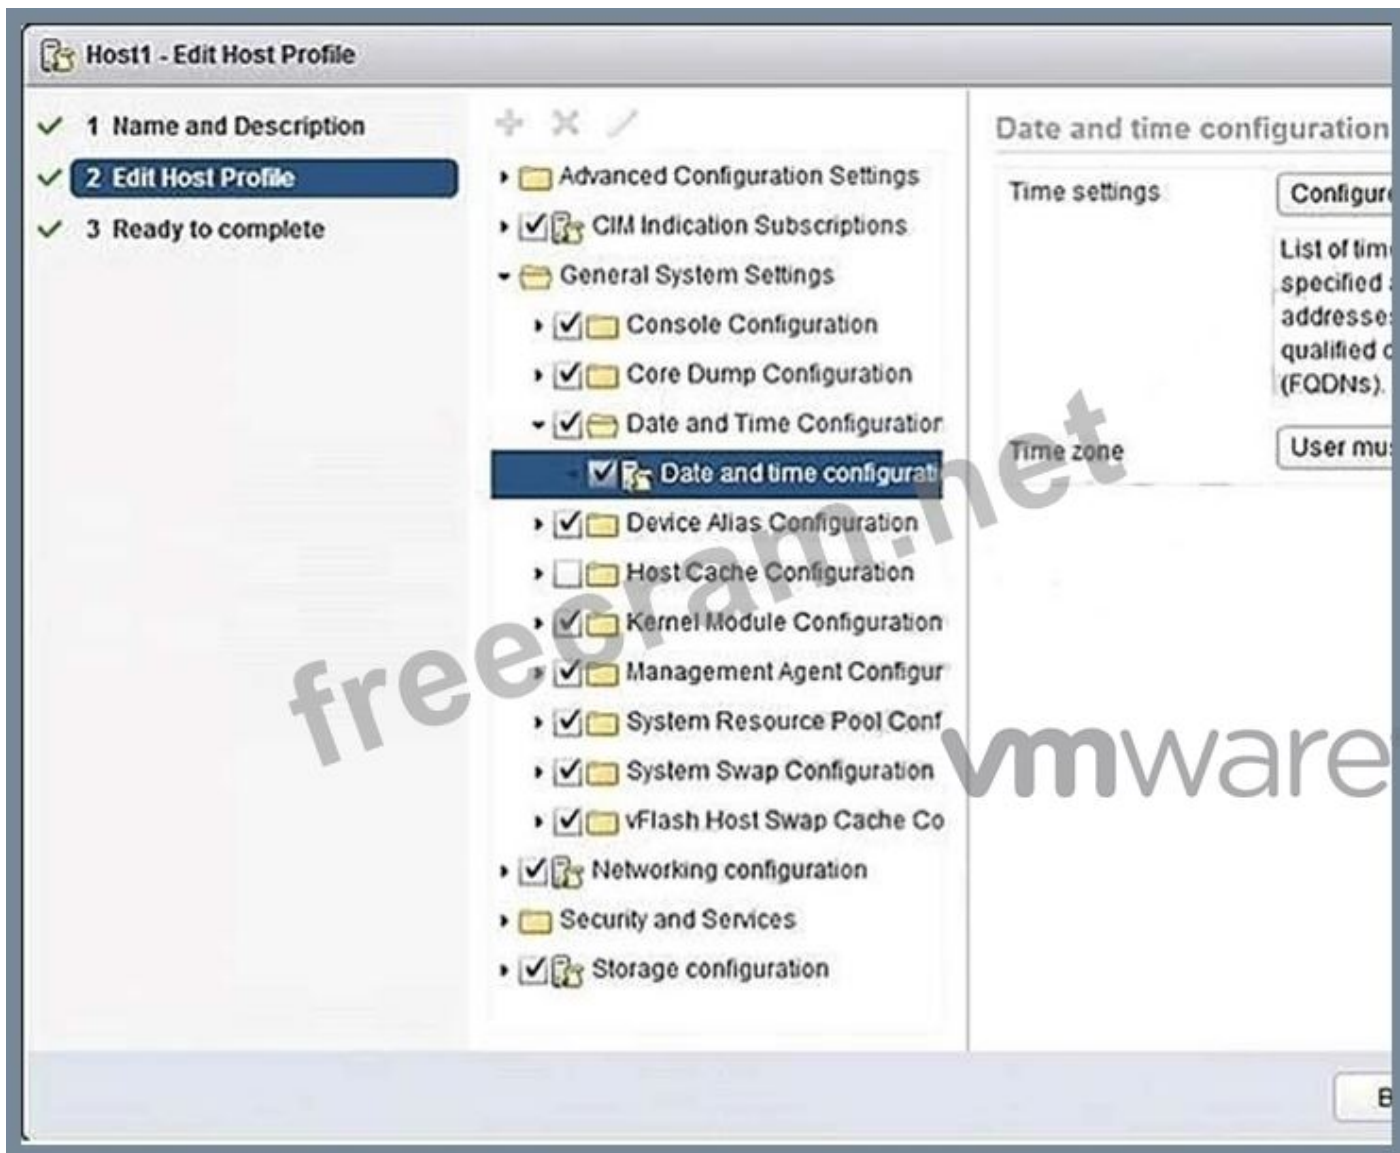 Host1 - Edit Host Profile
1 Name and Description
2 Edit Host Profile
3 Ready to complete
Advanced Configuration Settings
CIM Indication Subscriptions
General System Settings
Console Configuration
Core Dump Configuration
Date and Time Configuration
Date and time configurati
Device Alias Configuration
Host Cache Configuration
Kernel Module Configuration
Management Agent Configur
System Resource Pool Conf
System Swap Configuration
vFlash Host Swap Cache Co
Networking configuration
Security and Services
Storage configuration
Date and time configuration
Time settings
Configure
List of tim
specified
addresses
qualified
(FQDNs).
Time zone
User mu
B
freecram.net
vmware